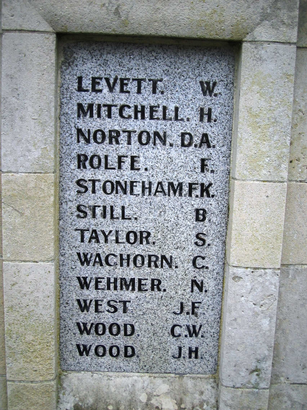 LEVETT. W.
MITCHELL. H.
NORTON. D.A.
ROLFE. F.
STONEHAM.F.K.
STILL. B.
TAYLOR. S.
WACHORN. C.
WEHMER. N.
WEST J.F
WOOD C.W.
WOOD J.H.